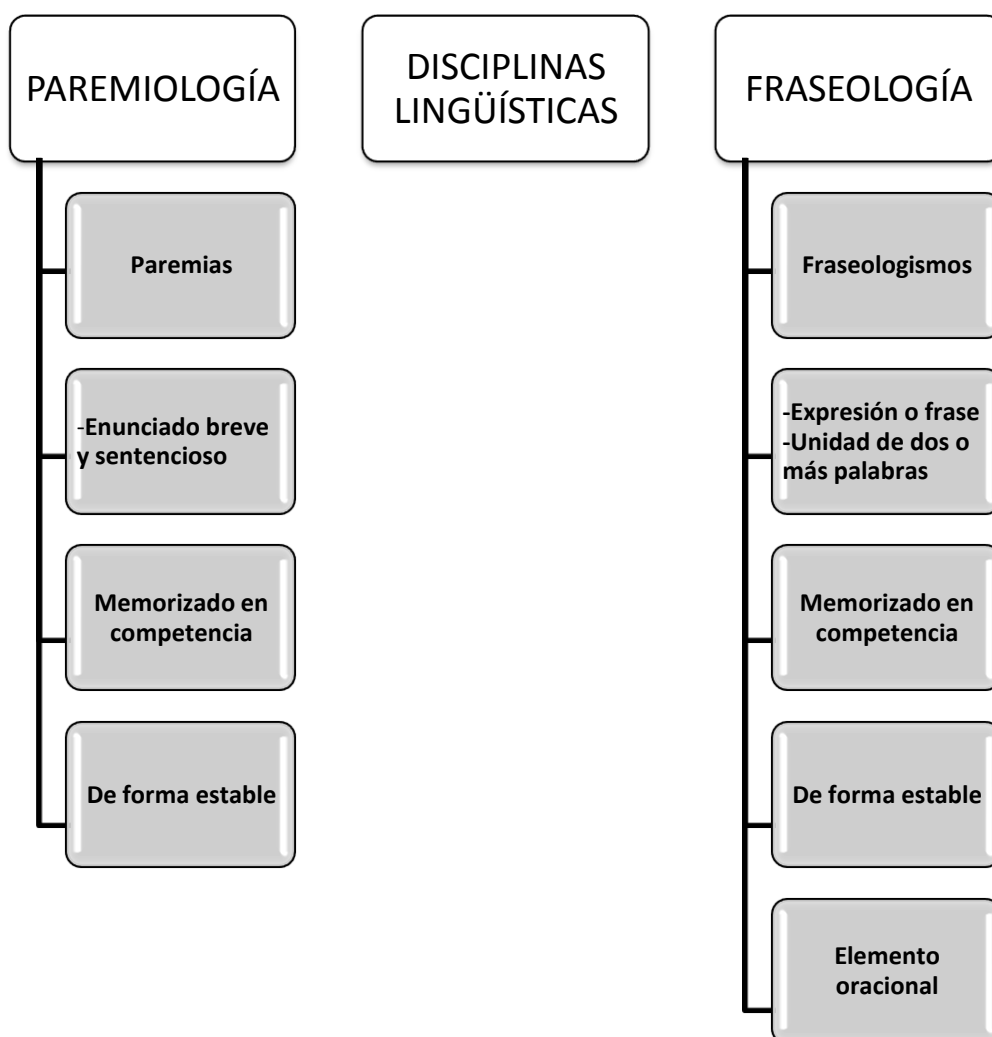 PAREMIOLOGÍA
Paremias
-Enunciado breve
y sentencioso
Memorizado en
competencia
De forma estable
DISCIPLINAS
LINGÜÍSTICAS
FRASEOLOGÍA
Fraseologismos
-Expresión o frase
-Unidad de dos o
más palabras
Memorizado en
competencia
De forma estable
Elemento
oracional